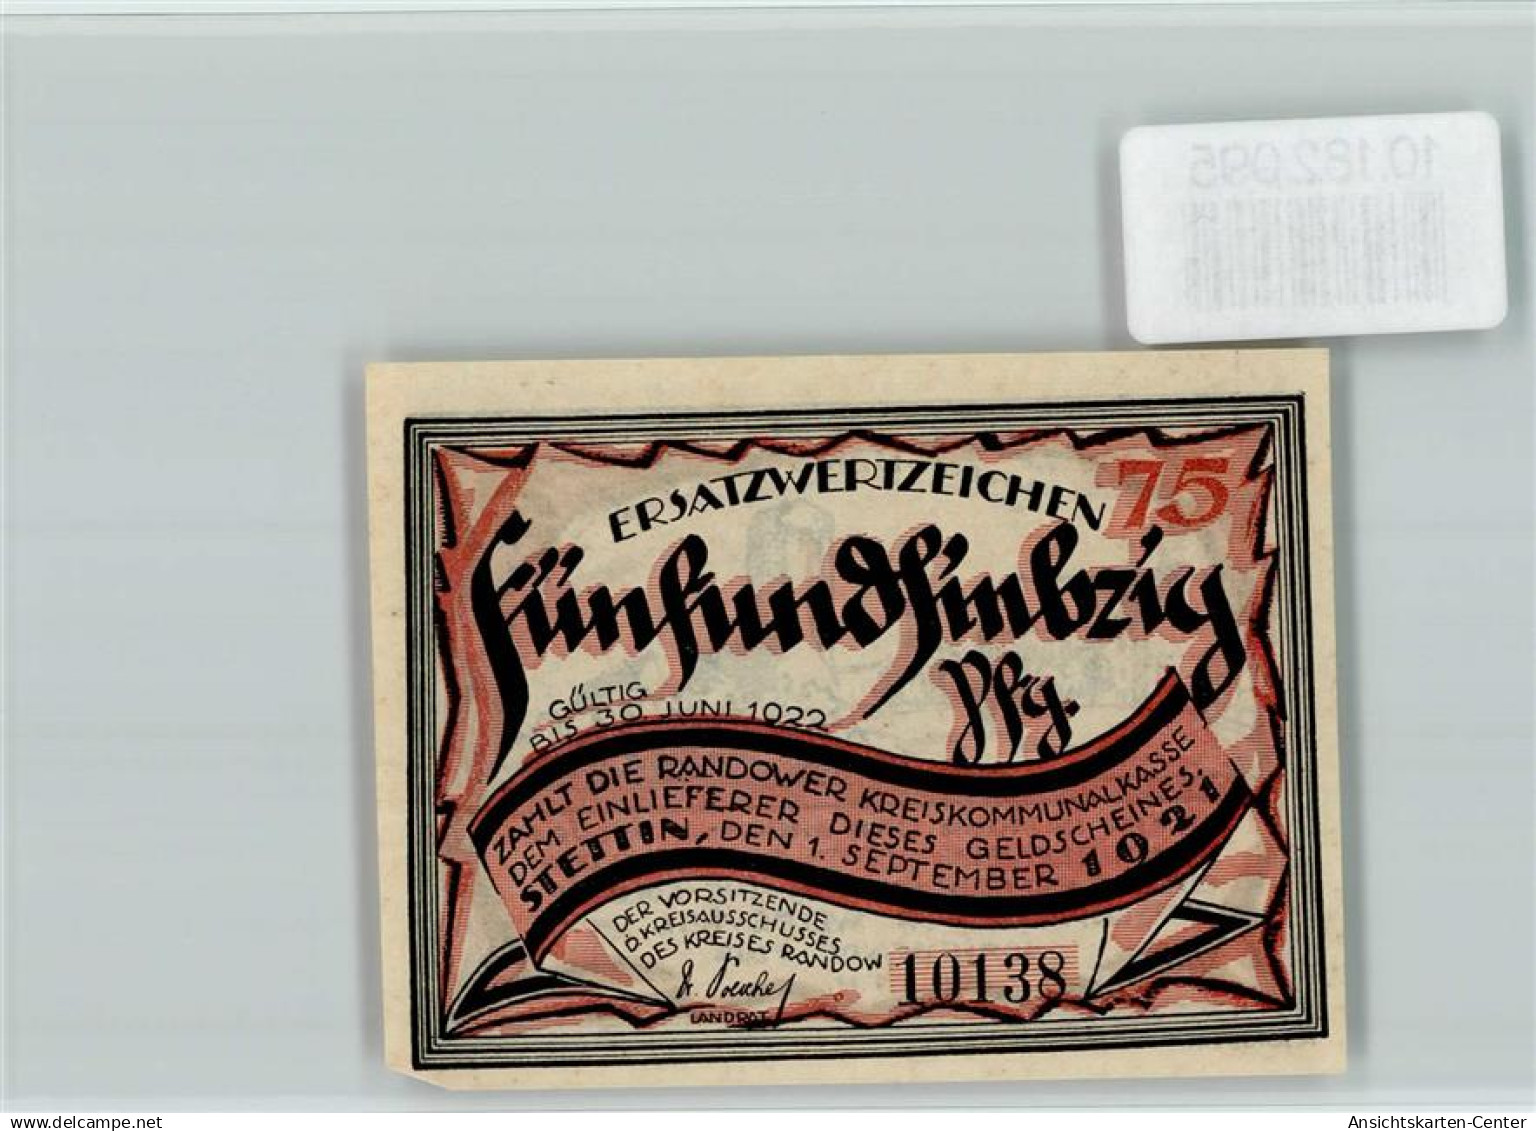 10.182.095
ERSATZWERTZEICHEN
75
Fünfundsiebzig
Pfg.
GÜLTIG
BIS 30 JUNI 1922
ZAHLT DIE RANDOWER KREISKOMMUNALKASSE
DEM EINLIEFERER DIESES GELDSCHEINES.
STETTIN, DEN 1. SEPTEMBER 1921
DER VORSITZENDE
D. KREISAUSSCHUSSES
DES KREISES RANDOW
LANDRAT
10138
Ansichtskarten-Center